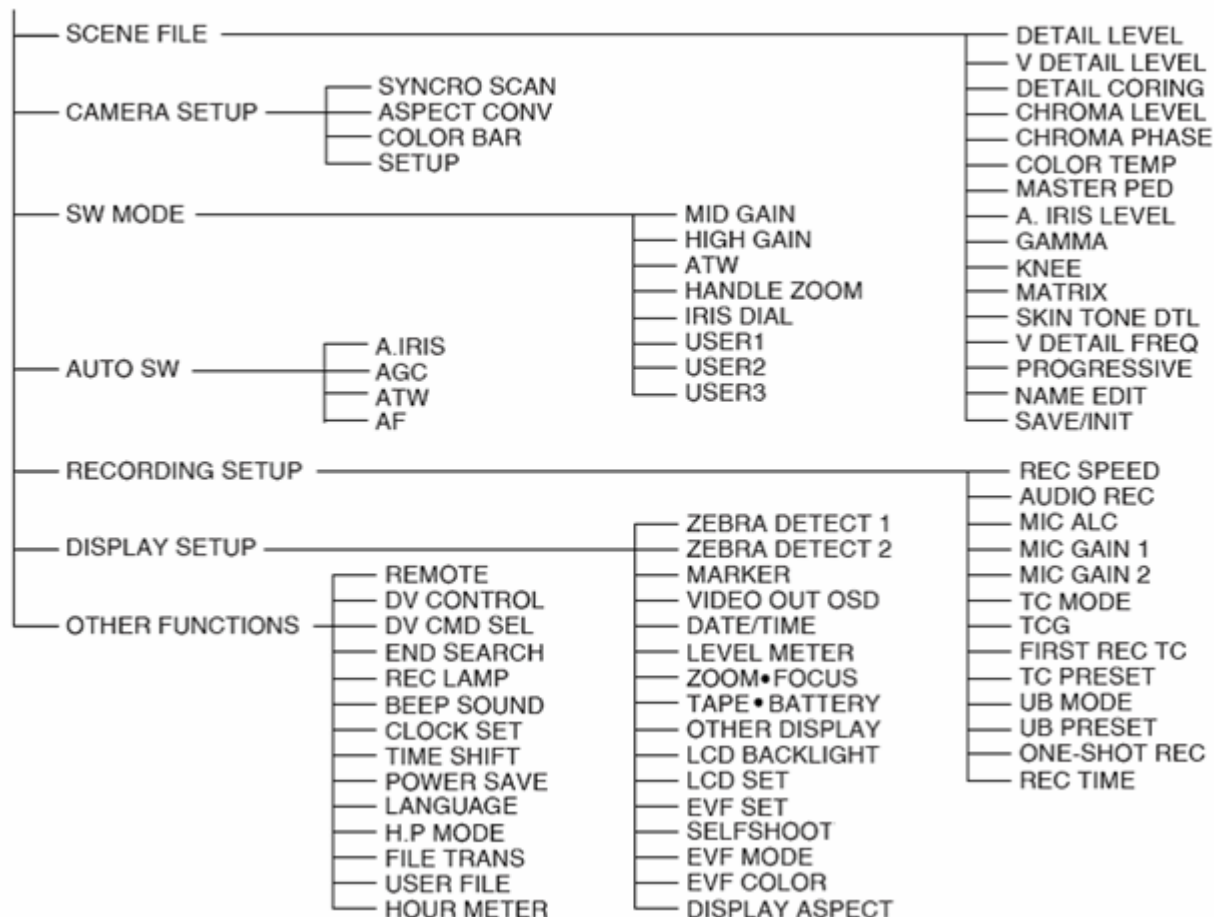 SCENE FILE
DETAIL LEVEL
V DETAIL LEVEL
DETAIL CORING
CHROMA LEVEL
CHROMA PHASE
COLOR TEMP
MASTER PED
A. IRIS LEVEL
GAMMA
KNEE
MATRIX
SKIN TONE DTL
V DETAIL FREQ
PROGRESSIVE
NAME EDIT
SAVE/INIT
CAMERA SETUP
SYNCRO SCAN
ASPECT CONV
COLOR BAR
SETUP
SW MODE
MID GAIN
HIGH GAIN
ATW
HANDLE ZOOM
IRIS DIAL
USER1
USER2
USER3
AUTO SW
A.IRIS
AGC
ATW
AF
RECORDING SETUP
REC SPEED
AUDIO REC
MIC ALC
MIC GAIN 1
MIC GAIN 2
TC MODE
TCG
FIRST REC TC
TC PRESET
UB MODE
UB PRESET
ONE-SHOT REC
REC TIME
DISPLAY SETUP
ZEBRA DETECT 1
ZEBRA DETECT 2
MARKER
VIDEO OUT OSD
DATE/TIME
LEVEL METER
ZOOM•FOCUS
TAPE•BATTERY
OTHER DISPLAY
LCD BACKLIGHT
LCD SET
EVF SET
SELFSHOOT
EVF MODE
EVF COLOR
DISPLAY ASPECT
OTHER FUNCTIONS
REMOTE
DV CONTROL
DV CMD SEL
END SEARCH
REC LAMP
BEEP SOUND
CLOCK SET
TIME SHIFT
POWER SAVE
LANGUAGE
H.P MODE
FILE TRANS
USER FILE
HOUR METER